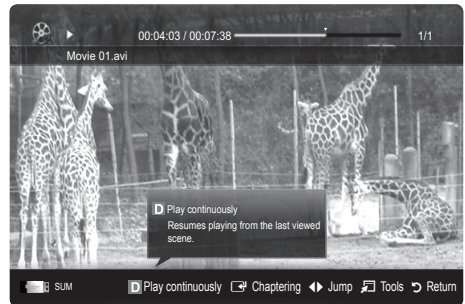 00:04:03 / 00:07:38 1/1
Movie 01.avi
D Play continuously
Resumes playing from the last viewed
scene.
SUM D Play continuously Chaptering Jump Tools Return